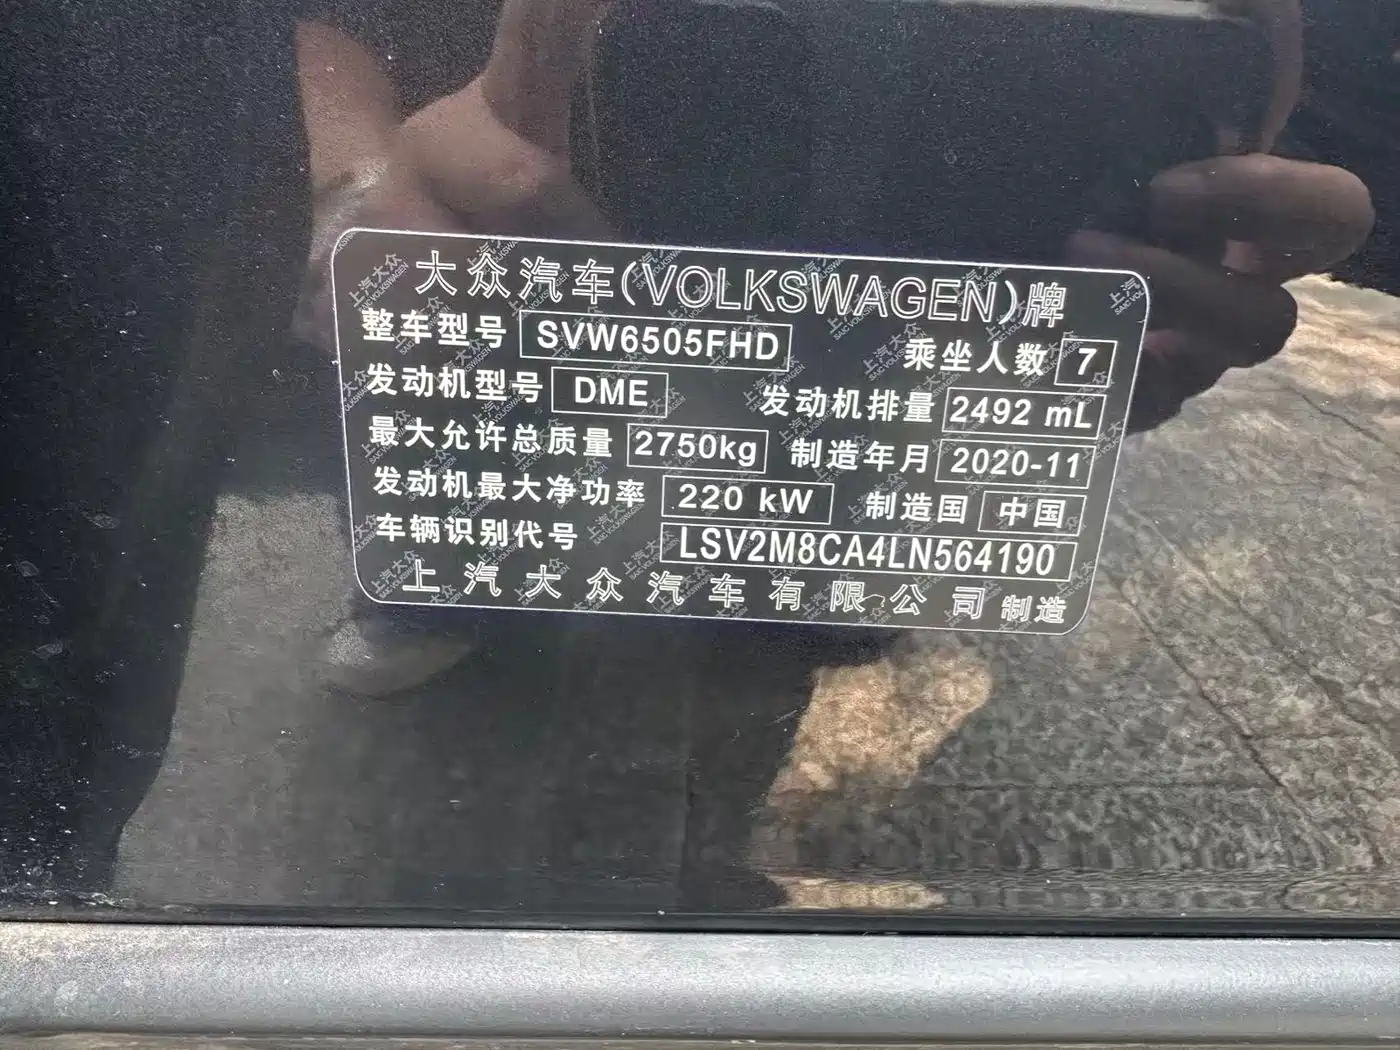 大众汽车(VOLKSWAGEN)牌
整车型号 SVW6505FHD 乘坐人数 7
发动机型号 DME 发动机排量 2492 mL
最大允许总质量 2750kg 制造年月 2020-11
发动机最大净功率 220 kW 制造国 中国
车辆识别代号 LSV2M8CA4LN564190
上汽大众汽车有限公司 制造